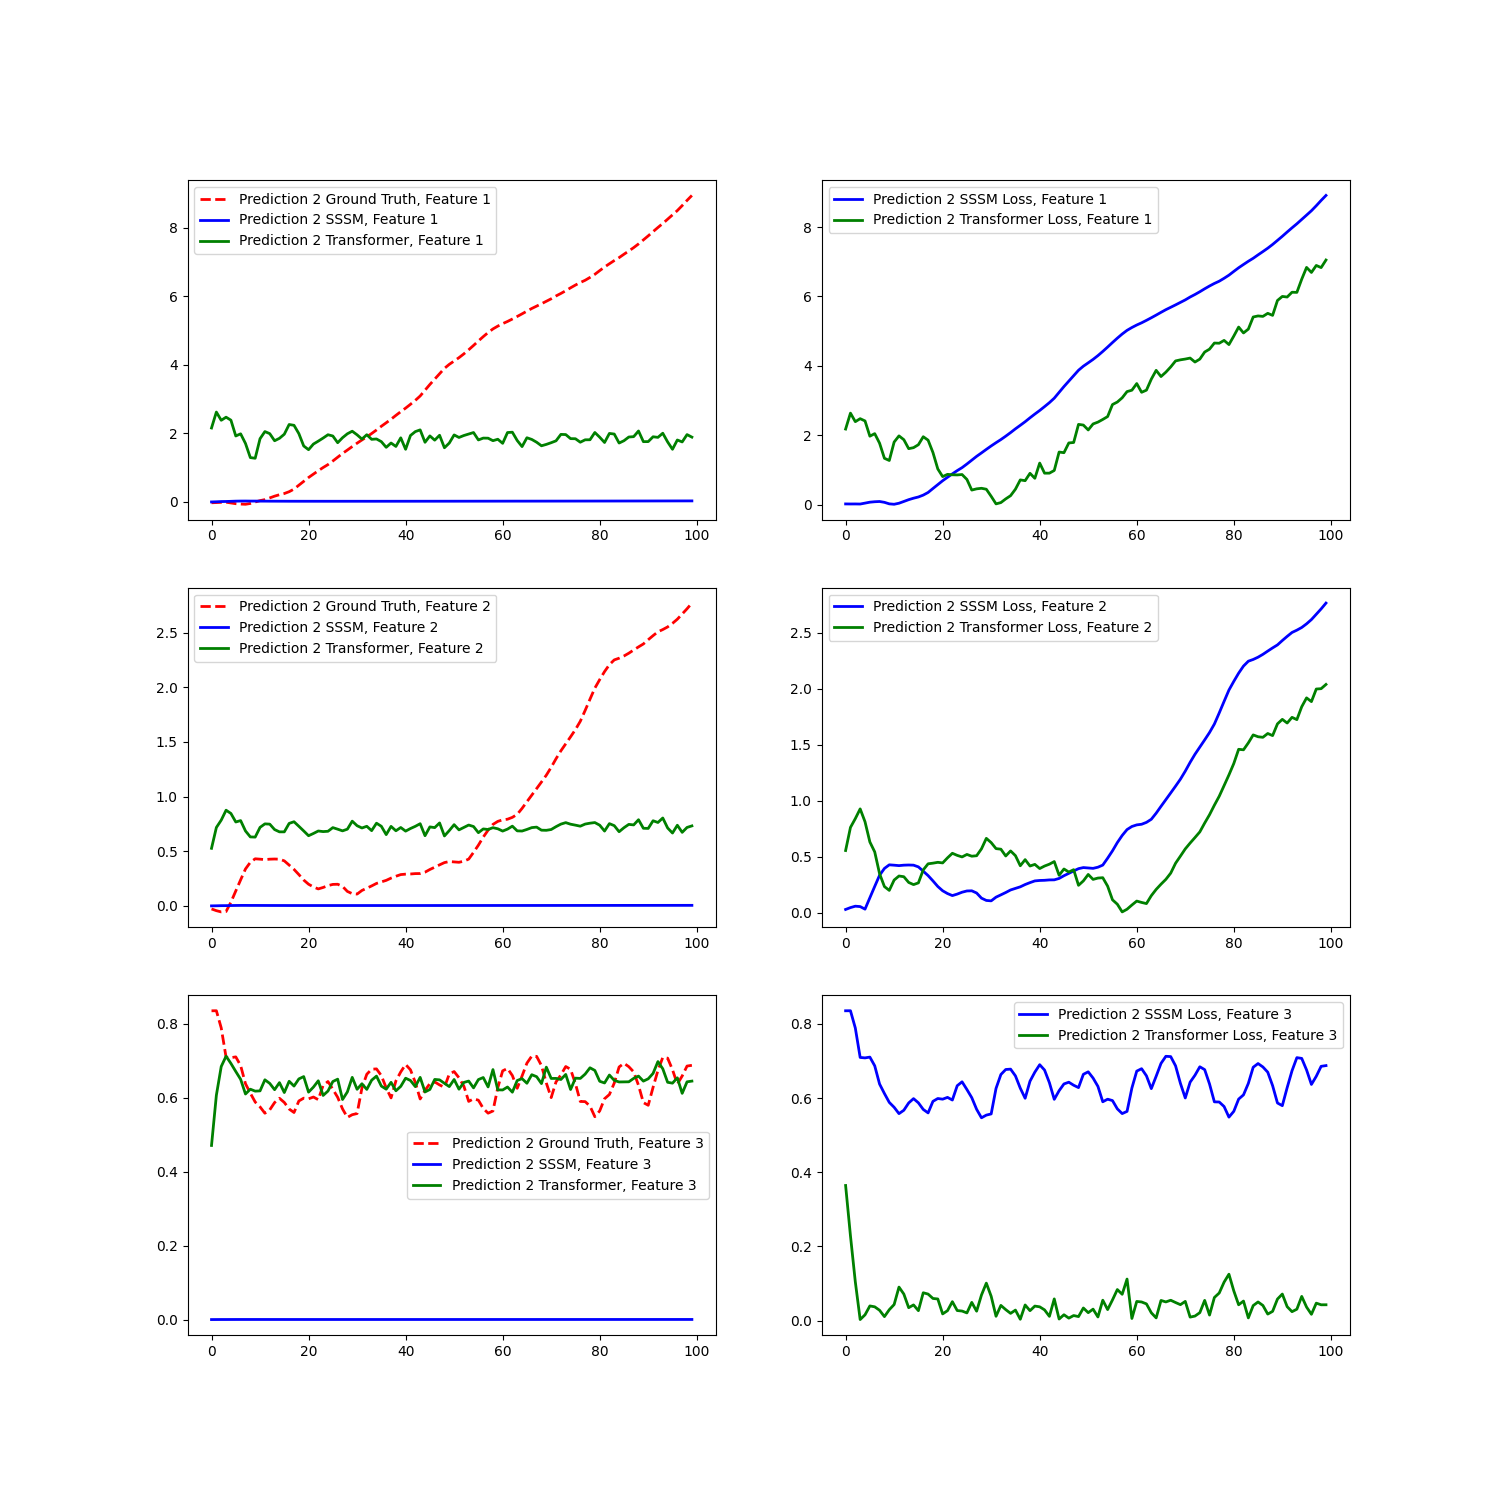 Prediction 2 Ground Truth, Feature 1
Prediction 2 SSSM, Feature 1
Prediction 2 Transformer, Feature 1
8
6
4
2
0
0 20 40 60 80 100
Prediction 2 SSSM Loss, Feature 1
Prediction 2 Transformer Loss, Feature 1
8
6
4
2
0
0 20 40 60 80 100
Prediction 2 Ground Truth, Feature 2
Prediction 2 SSSM, Feature 2
Prediction 2 Transformer, Feature 2
2.5
2.0
1.5
1.0
0.5
0.0
0 20 40 60 80 100
Prediction 2 SSSM Loss, Feature 2
Prediction 2 Transformer Loss, Feature 2
2.5
2.0
1.5
1.0
0.5
0.0
0 20 40 60 80 100
0.8
0.6
Prediction 2 Ground Truth, Feature 3
Prediction 2 SSSM, Feature 3
Prediction 2 Transformer, Feature 3
0.4
0.2
0.0
0 20 40 60 80 100
Prediction 2 SSSM Loss, Feature 3
Prediction 2 Transformer Loss, Feature 3
0.8
0.6
0.4
0.2
0.0
0 20 40 60 80 100